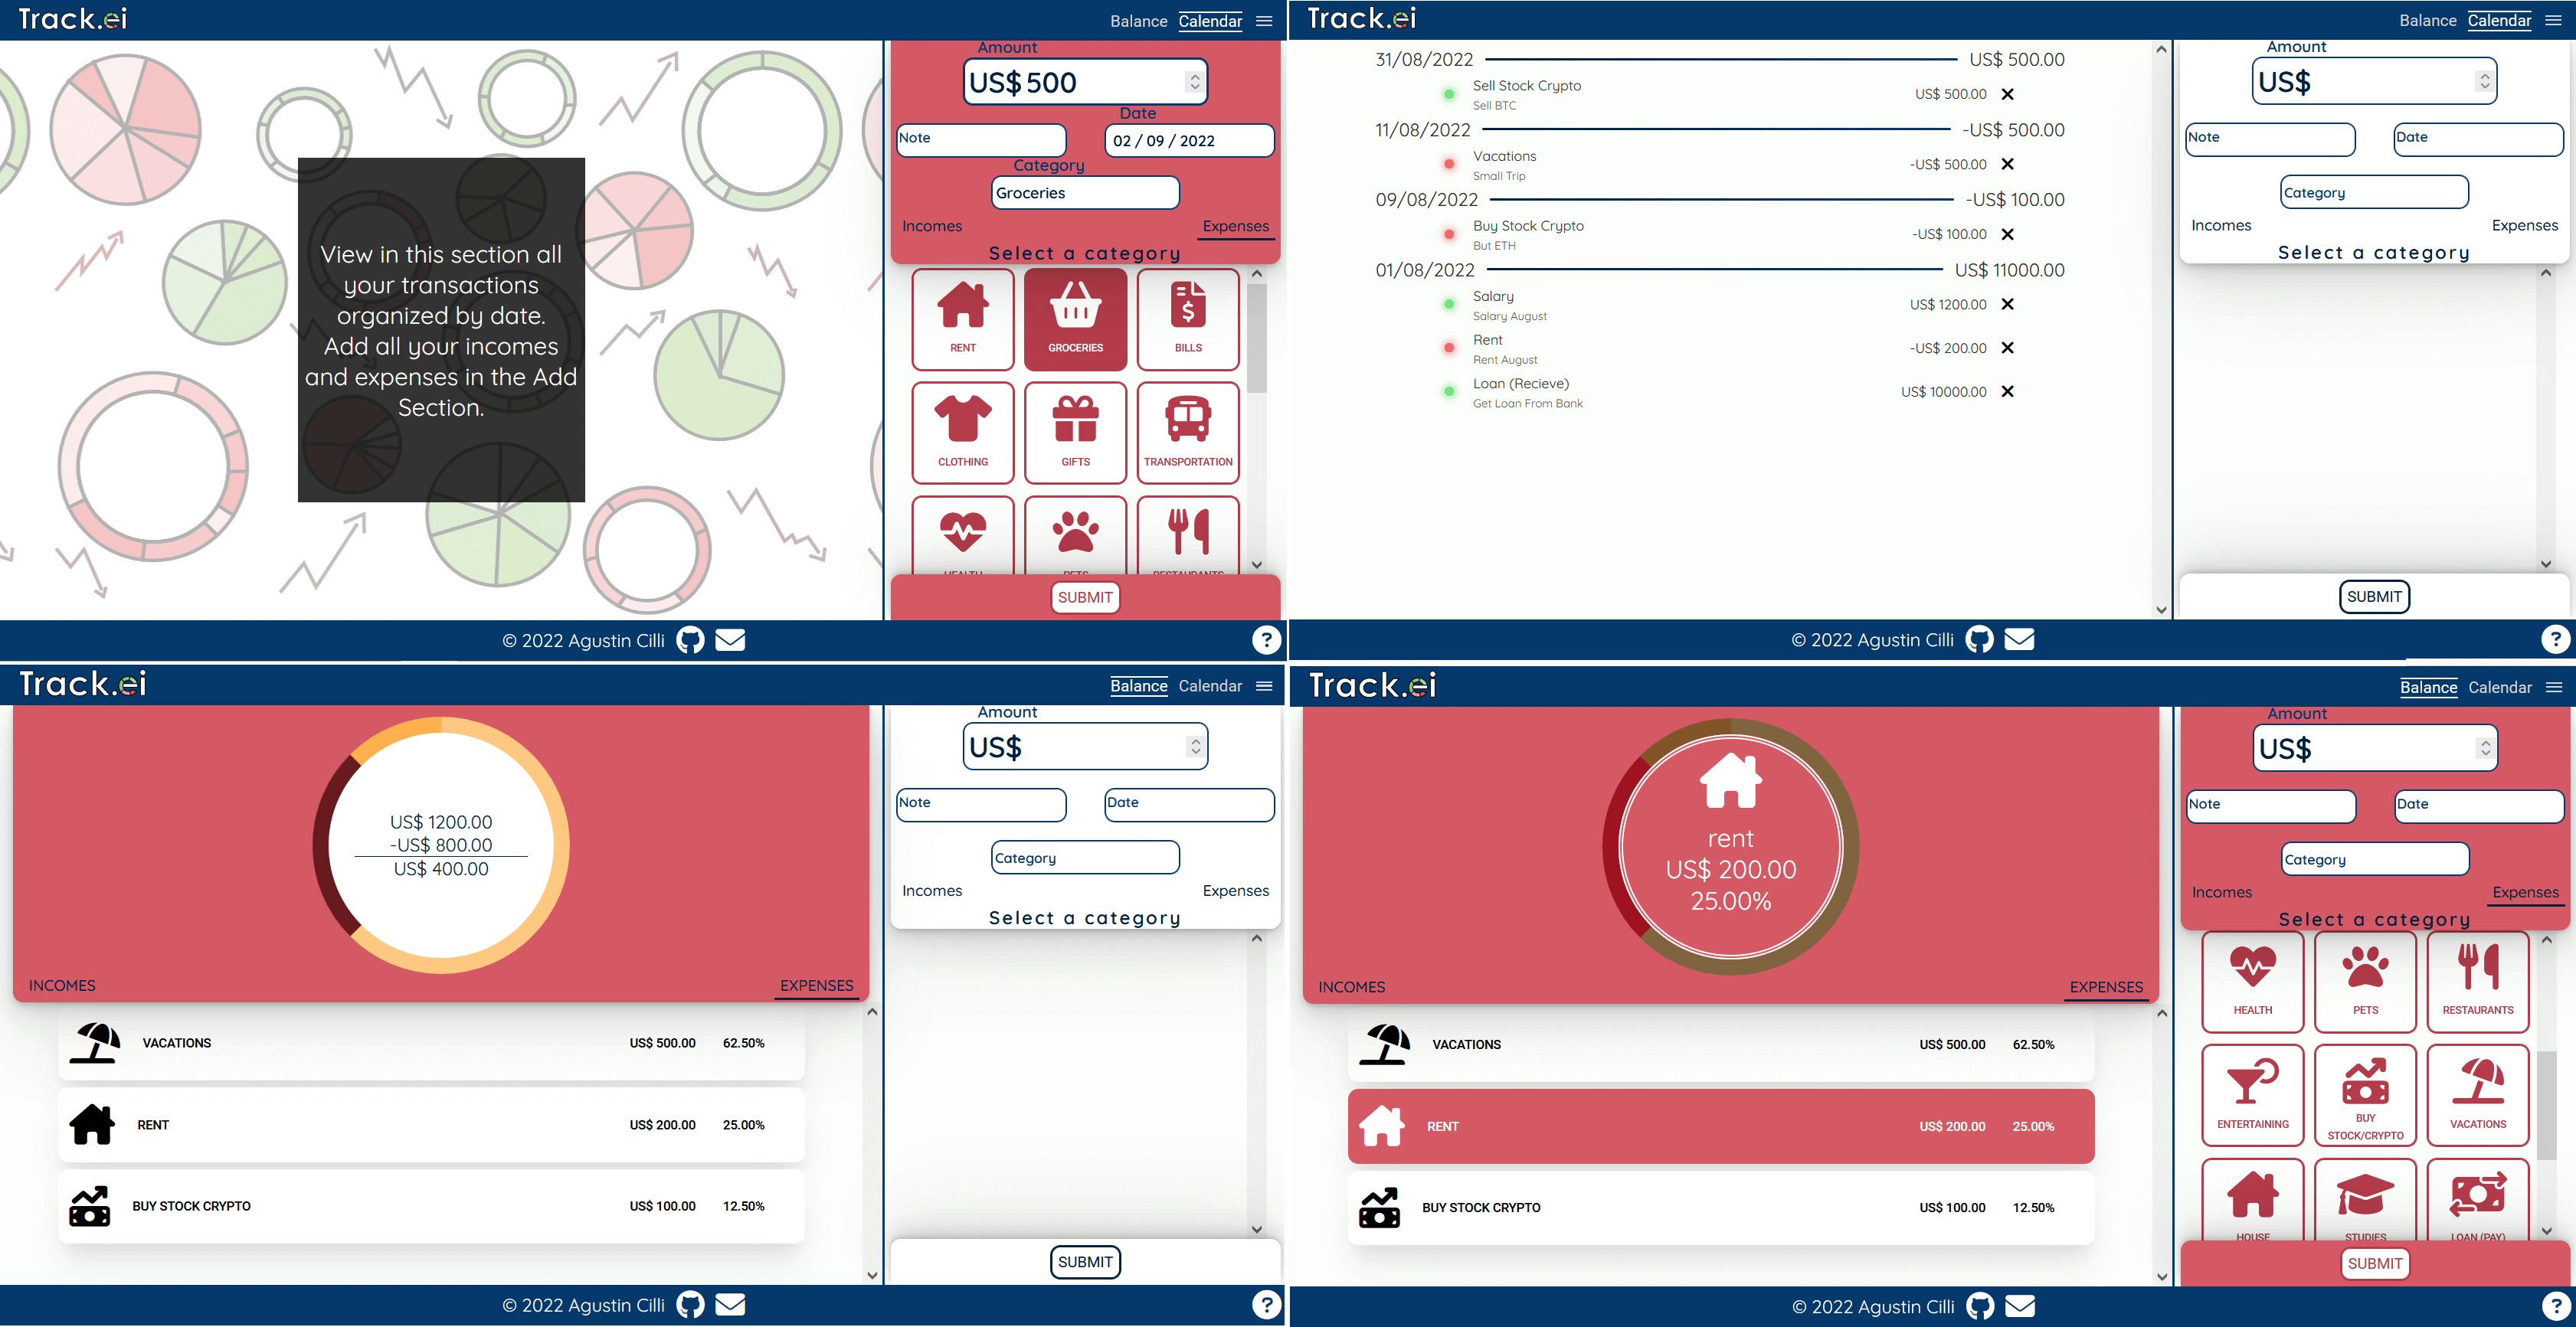 Track.ei
Balance Calendar
View in this section all
your transactions
organized by date.
Add all your incomes
and expenses in the Add
Section.
Amount
US$ 500
Date
Note
02 / 09 / 2022
Category
Groceries
Incomes Expenses
Select a category
RENT GROCERIES BILLS
CLOTHING GIFTS TRANSPORTATION
HEALTH PETS RESTAURANTS
SUBMIT
© 2022 Agustin Cilli ?
Track.ei
Balance Calendar
31/08/2022 US$ 500.00
Sell Stock Crypto
Sell BTC
US$ 500.00
11/08/2022 -US$ 500.00
Vacations
Small Trip
-US$ 500.00
09/08/2022 -US$ 100.00
Buy Stock Crypto
But ETH
-US$ 100.00
01/08/2022 US$ 11000.00
Salary
Salary August
US$ 1200.00
Rent
Rent August
-US$ 200.00
Loan (Recieve)
Get Loan From Bank
US$ 10000.00
Amount
US$
Note Date
Category
Incomes Expenses
Select a category
SUBMIT
© 2022 Agustin Cilli ?
Track.ei
Balance Calendar
US$ 1200.00
-US$ 800.00
US$ 400.00
INCOMES EXPENSES
VACATIONS US$ 500.00 62.50%
RENT US$ 200.00 25.00%
BUY STOCK CRYPTO US$ 100.00 12.50%
Amount
US$
Note Date
Category
Incomes Expenses
Select a category
SUBMIT
© 2022 Agustin Cilli ?
Track.ei
Balance Calendar
rent
US$ 200.00
25.00%
INCOMES EXPENSES
VACATIONS US$ 500.00 62.50%
RENT US$ 200.00 25.00%
BUY STOCK CRYPTO US$ 100.00 12.50%
Amount
US$
Note Date
Category
Incomes Expenses
Select a category
HEALTH PETS RESTAURANTS
ENTERTAINING BUY STOCK/CRYPTO VACATIONS
HOUSE STUDIES LOAN (PAY)
SUBMIT
© 2022 Agustin Cilli ?